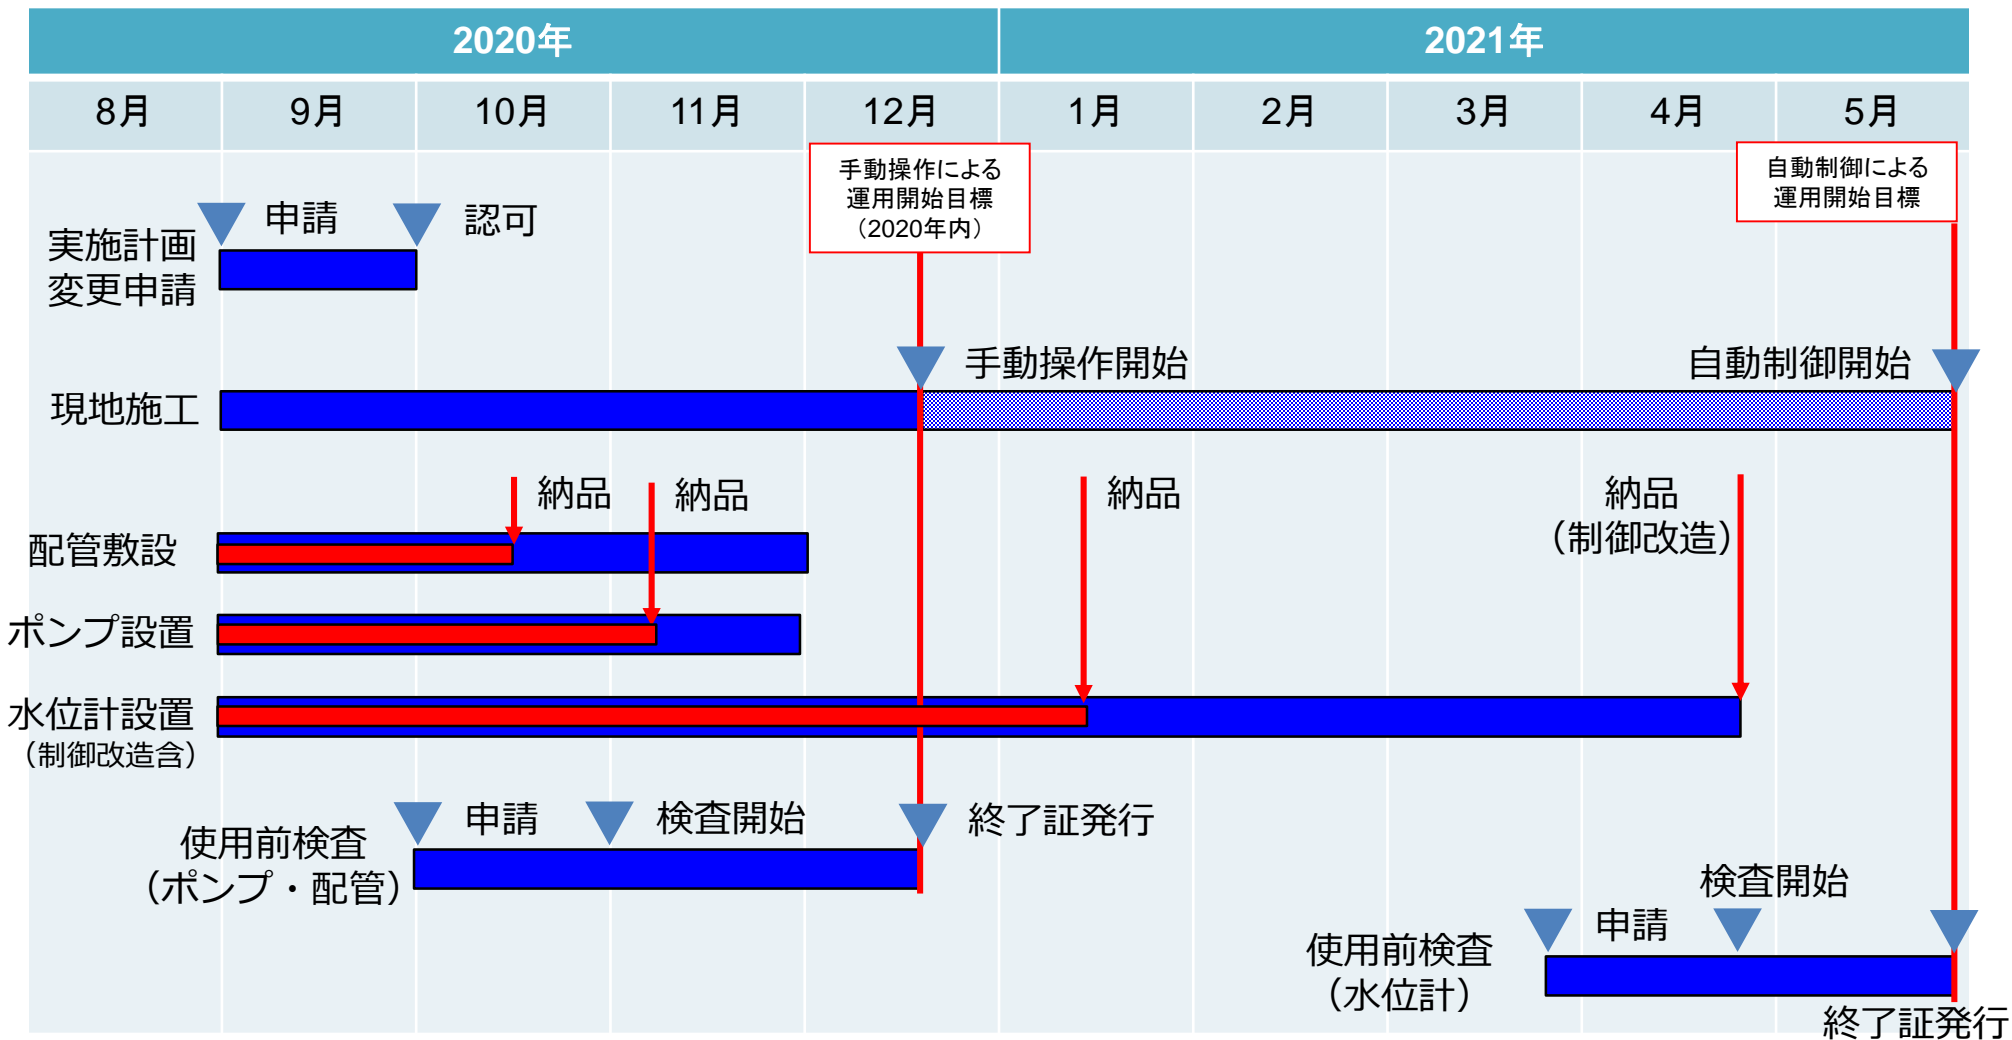 2020年
2021年
8月
9月
10月
11月
12月
1月
2月
3月
4月
5月
手動操作による
運用開始目標
（2020年内）
自動制御による
運用開始目標
実施計画
変更申請
申請
認可
現地施工
手動操作開始
自動制御開始
配管敷設
納品
納品
納品
納品
（制御改造）
ポンプ設置
水位計設置
（制御改造含）
使用前検査
（ポンプ・配管）
申請
検査開始
終了証発行
使用前検査
（水位計）
申請
検査開始
終了証発行